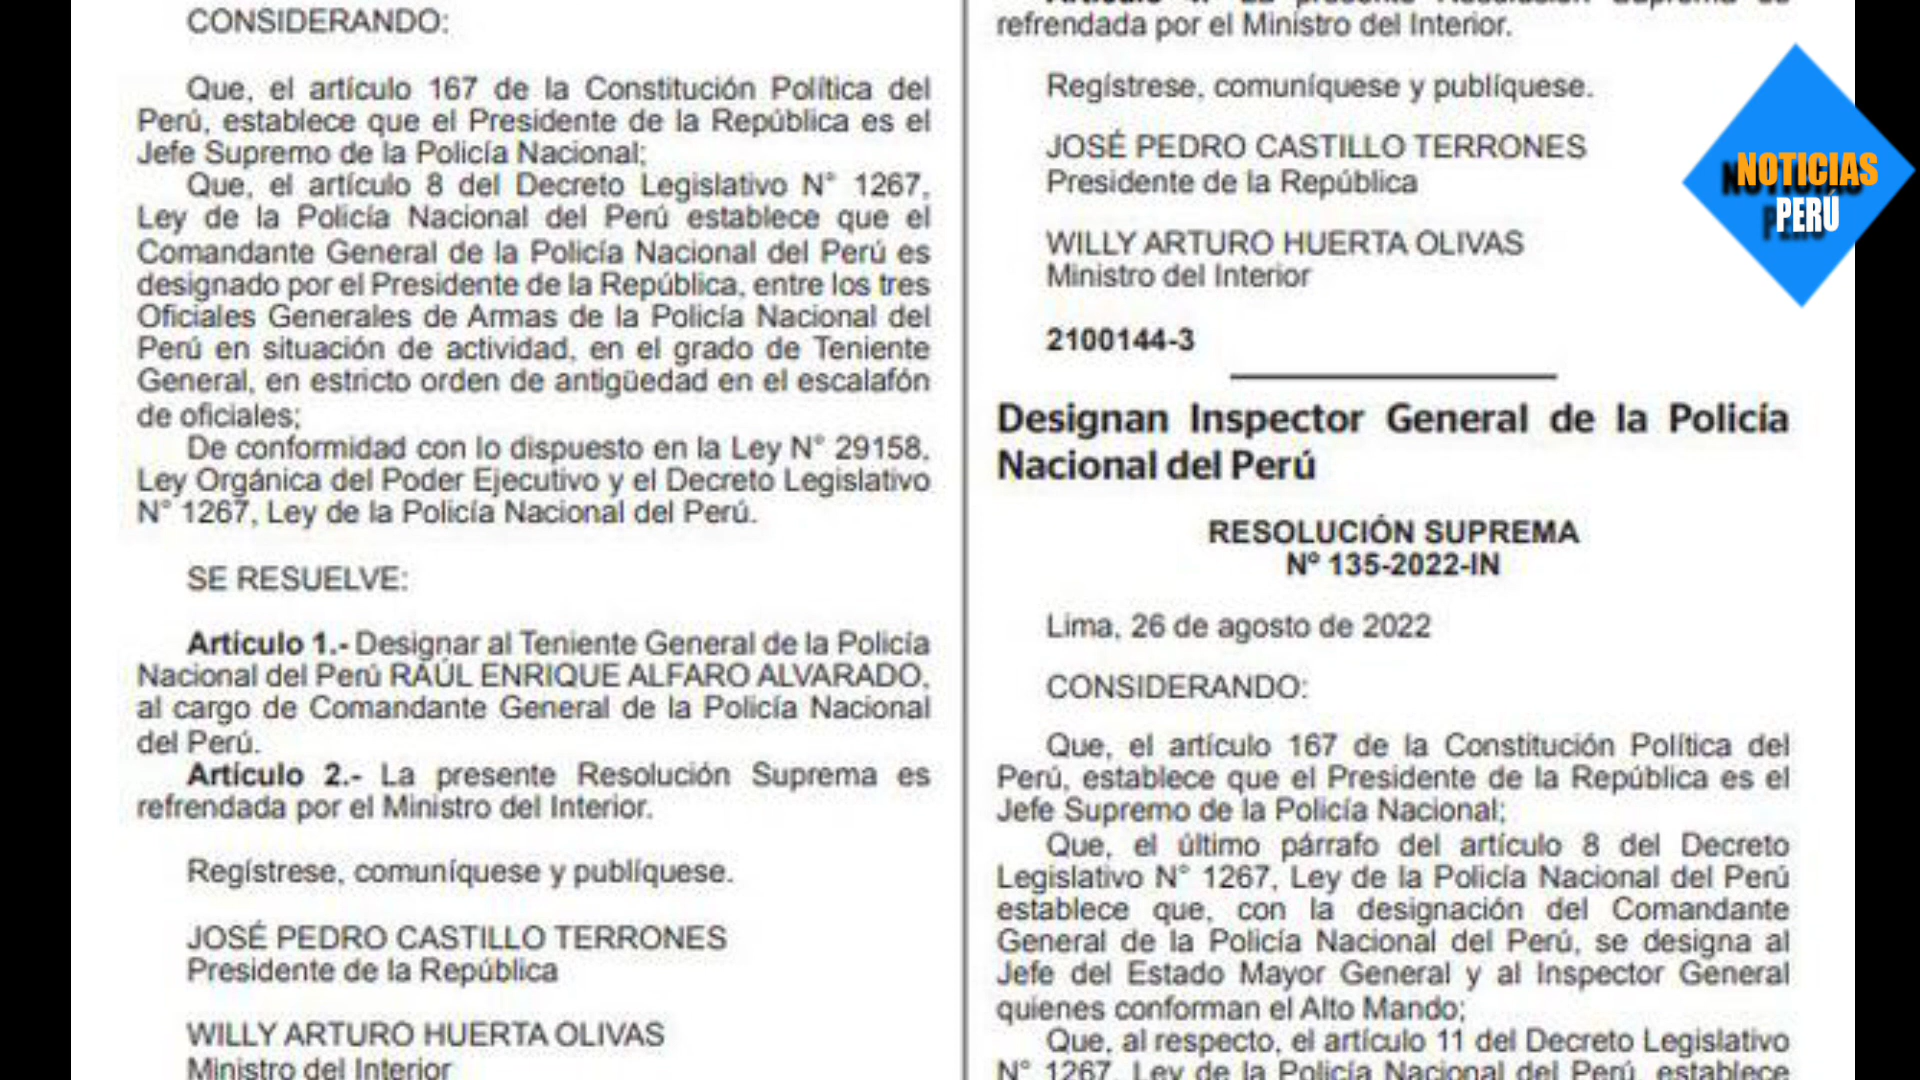 CONSIDERANDO:
Que, el artículo 167 de la Constitución Política del
Perú, establece que el Presidente de la República es el
Jefe Supremo de la Policía Nacional;
Que, el artículo 8 del Decreto Legislativo N° 1267,
Ley de la Policía Nacional del Perú establece que el
Comandante General de la Policía Nacional del Perú es
designado por el Presidente de la República, entre los tres
Oficiales Generales de Armas de la Policía Nacional del
Perú en situación de actividad, en el grado de Teniente
General, en estricto orden de antigüedad en el escalafón
de oficiales;
De conformidad con lo dispuesto en la Ley N° 29158,
Ley Orgánica del Poder Ejecutivo y el Decreto Legislativo
N° 1267, Ley de la Policía Nacional del Perú.
SE RESUELVE:
Artículo 1.- Designar al Teniente General de la Policía
Nacional del Perú RAÚL ENRIQUE ALFARO ALVARADO,
al cargo de Comandante General de la Policía Nacional
del Perú.
Artículo 2.- La presente Resolución Suprema es
refrendada por el Ministro del Interior.
Regístrese, comuníquese y publíquese.
JOSÉ PEDRO CASTILLO TERRONES
Presidente de la República
WILLY ARTURO HUERTA OLIVAS
Ministro del Interior
refrendada por el Ministro del Interior.
Regístrese, comuníquese y publíquese.
JOSÉ PEDRO CASTILLO TERRONES
Presidente de la República
WILLY ARTURO HUERTA OLIVAS
Ministro del Interior
2100144-3
Designan Inspector General de la Policía
Nacional del Perú
RESOLUCIÓN SUPREMA
Nº 135-2022-IN
Lima, 26 de agosto de 2022
CONSIDERANDO:
Que, el artículo 167 de la Constitución Política del
Perú, establece que el Presidente de la República es el
Jefe Supremo de la Policía Nacional;
Que, el último párrafo del artículo 8 del Decreto
Legislativo N° 1267, Ley de la Policía Nacional del Perú
establece que, con la designación del Comandante
General de la Policía Nacional del Perú, se designa al
Jefe del Estado Mayor General y al Inspector General
quienes conforman el Alto Mando;
Que, al respecto, el artículo 11 del Decreto Legislativo
N° 1267, Ley de la Policía Nacional del Perú, establece
NOTICIAS
PERÚ